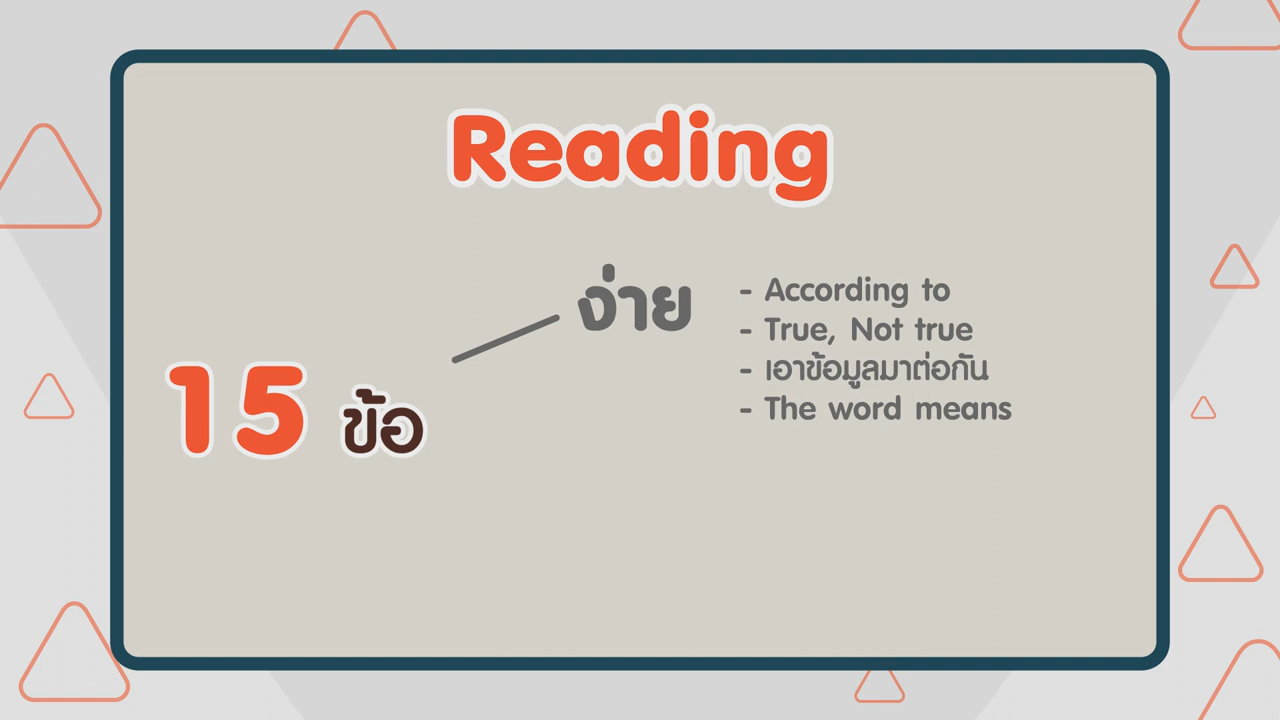 Reading
15 ข้อ
ง่าย
- According to
- True, Not true
- เอาข้อมูลมาต่อกัน
- The word means